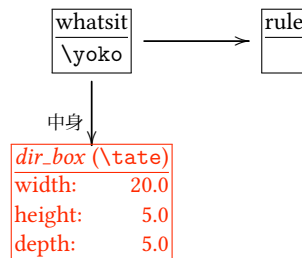 whatsit
\yoko
rule
中身
dir_box (\tate)
width: 20.0
height: 5.0
depth: 5.0